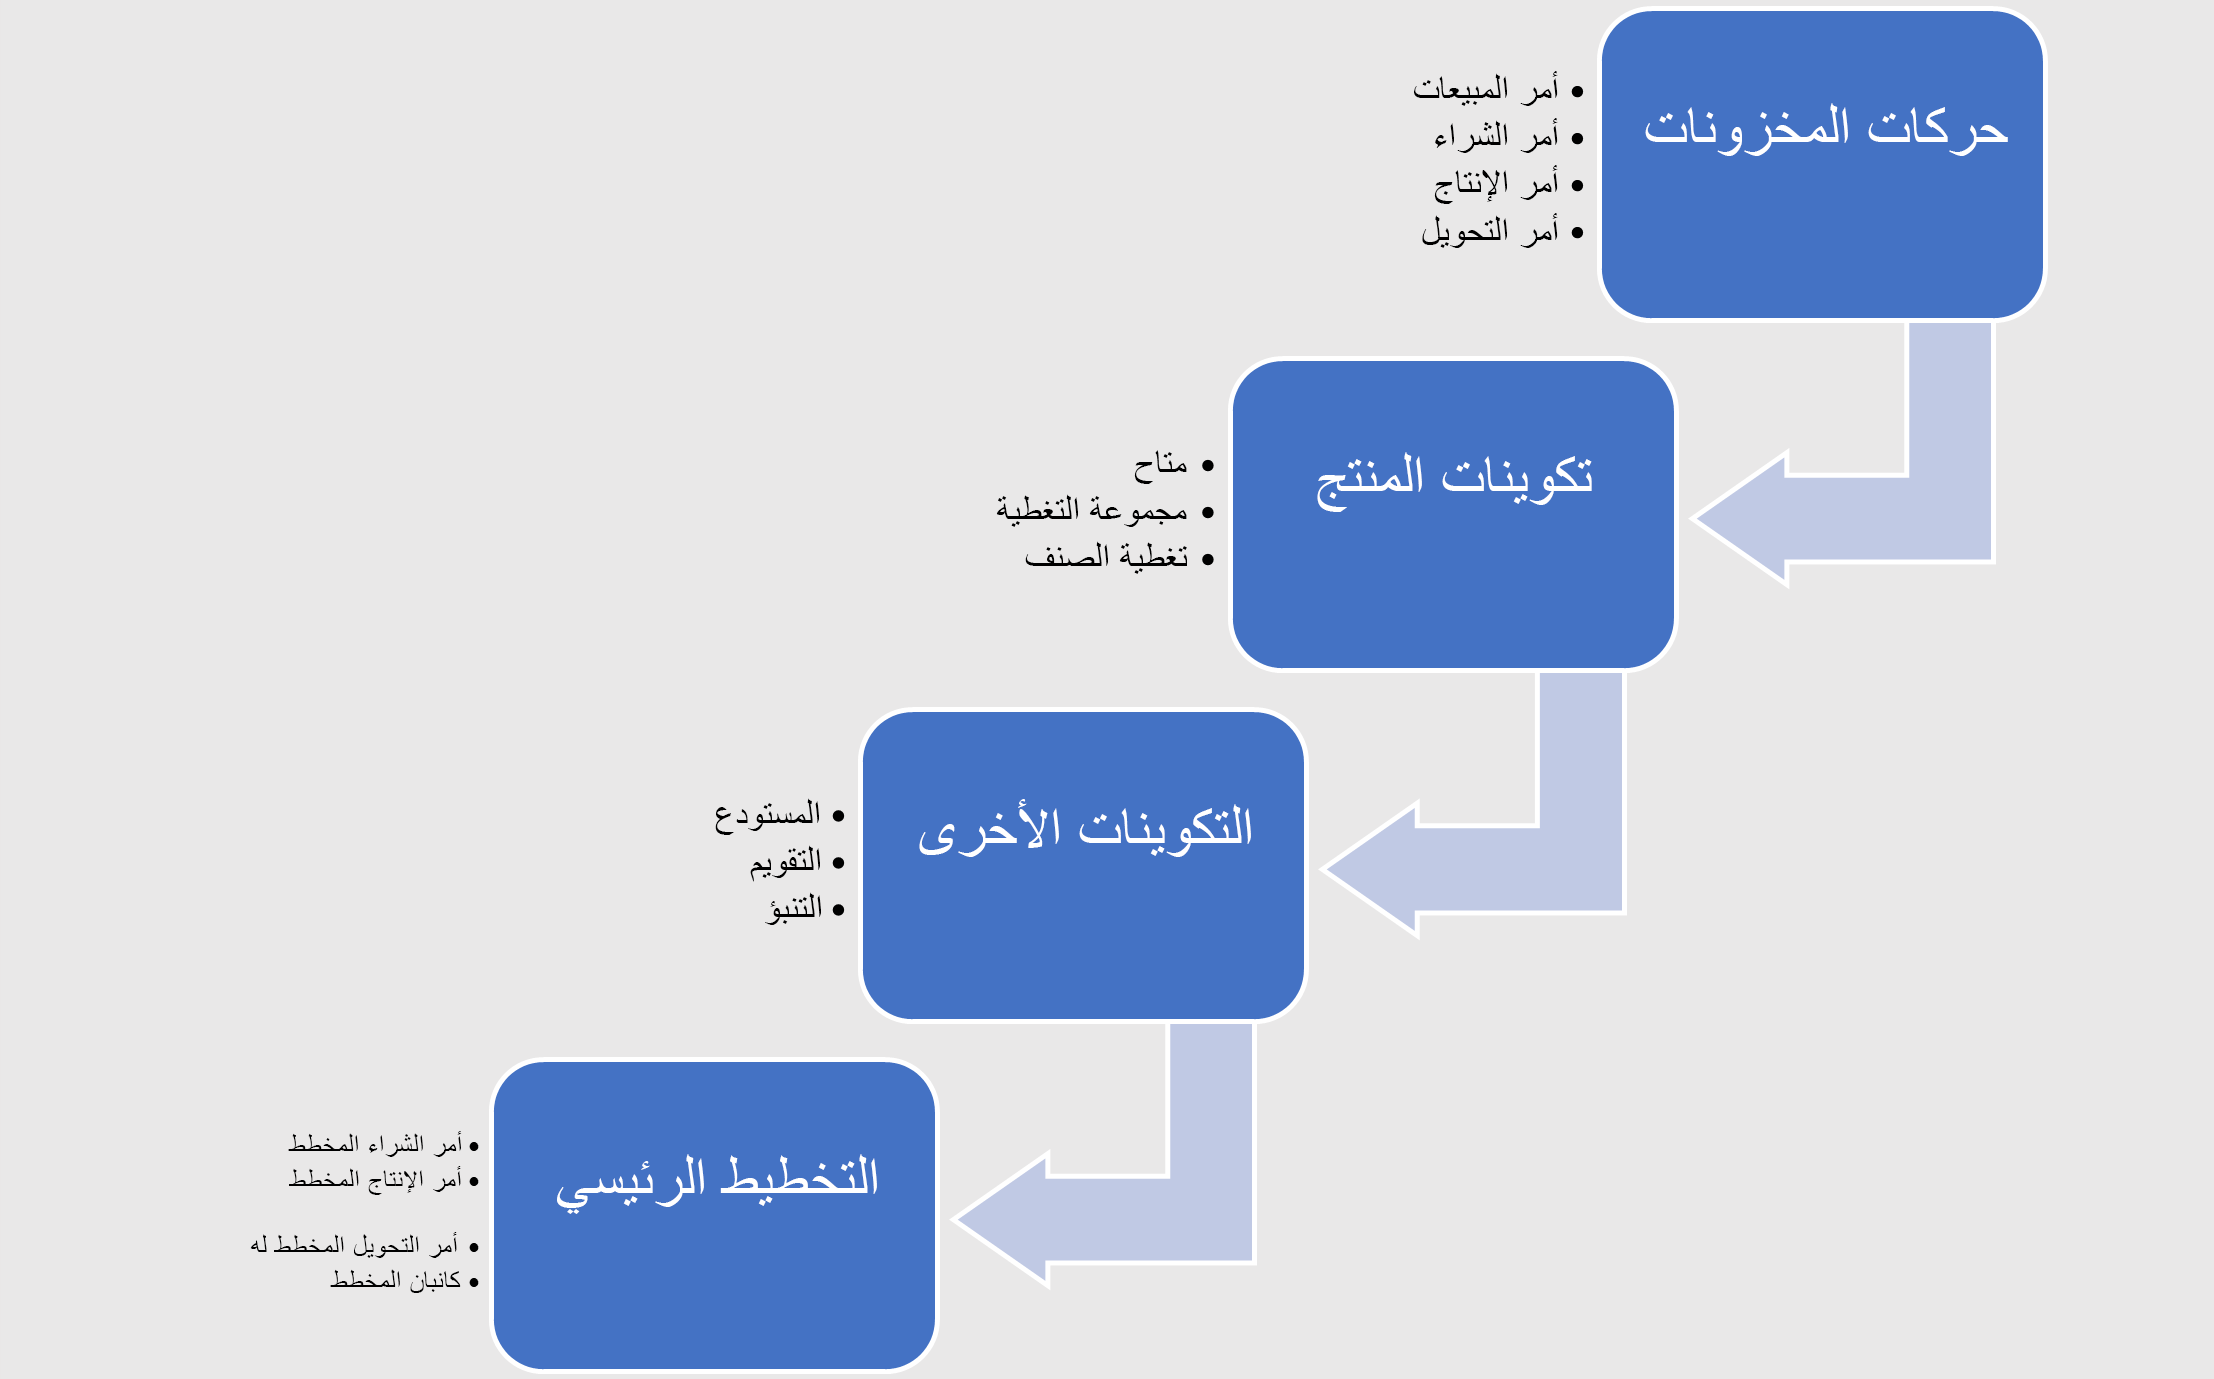 حركات المخزونات
• أمر المبيعات
• أمر الشراء
• أمر الإنتاج
• أمر التحويل
تكوينات المنتج
• متاح
• مجموعة التغطية
• تغطية الصنف
التكوينات الأخرى
• المستودع
• التقويم
• التنبؤ
التخطيط الرئيسي
• أمر الشراء المخطط
• أمر الإنتاج المخطط
• أمر التحويل المخطط له
• كانبان المخطط